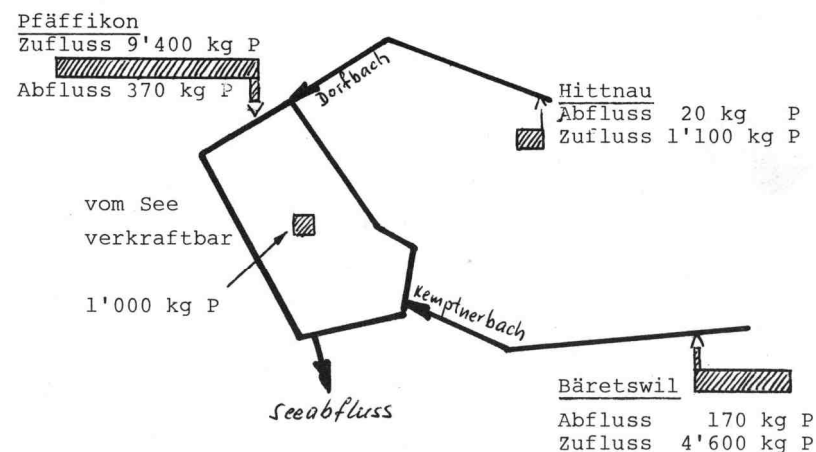 Pfäffikon
Zufluss 9'400 kg P
Abfluss 370 kg P
Dorfbach
Hittnau
Abfluss 20 kg P
Zufluss 1'100 kg P
vom See
verkraftbar
1'000 kg P
Kemptnerbach
Seeabfluss
Bäretswil
Abfluss 170 kg P
Zufluss 4'600 kg P